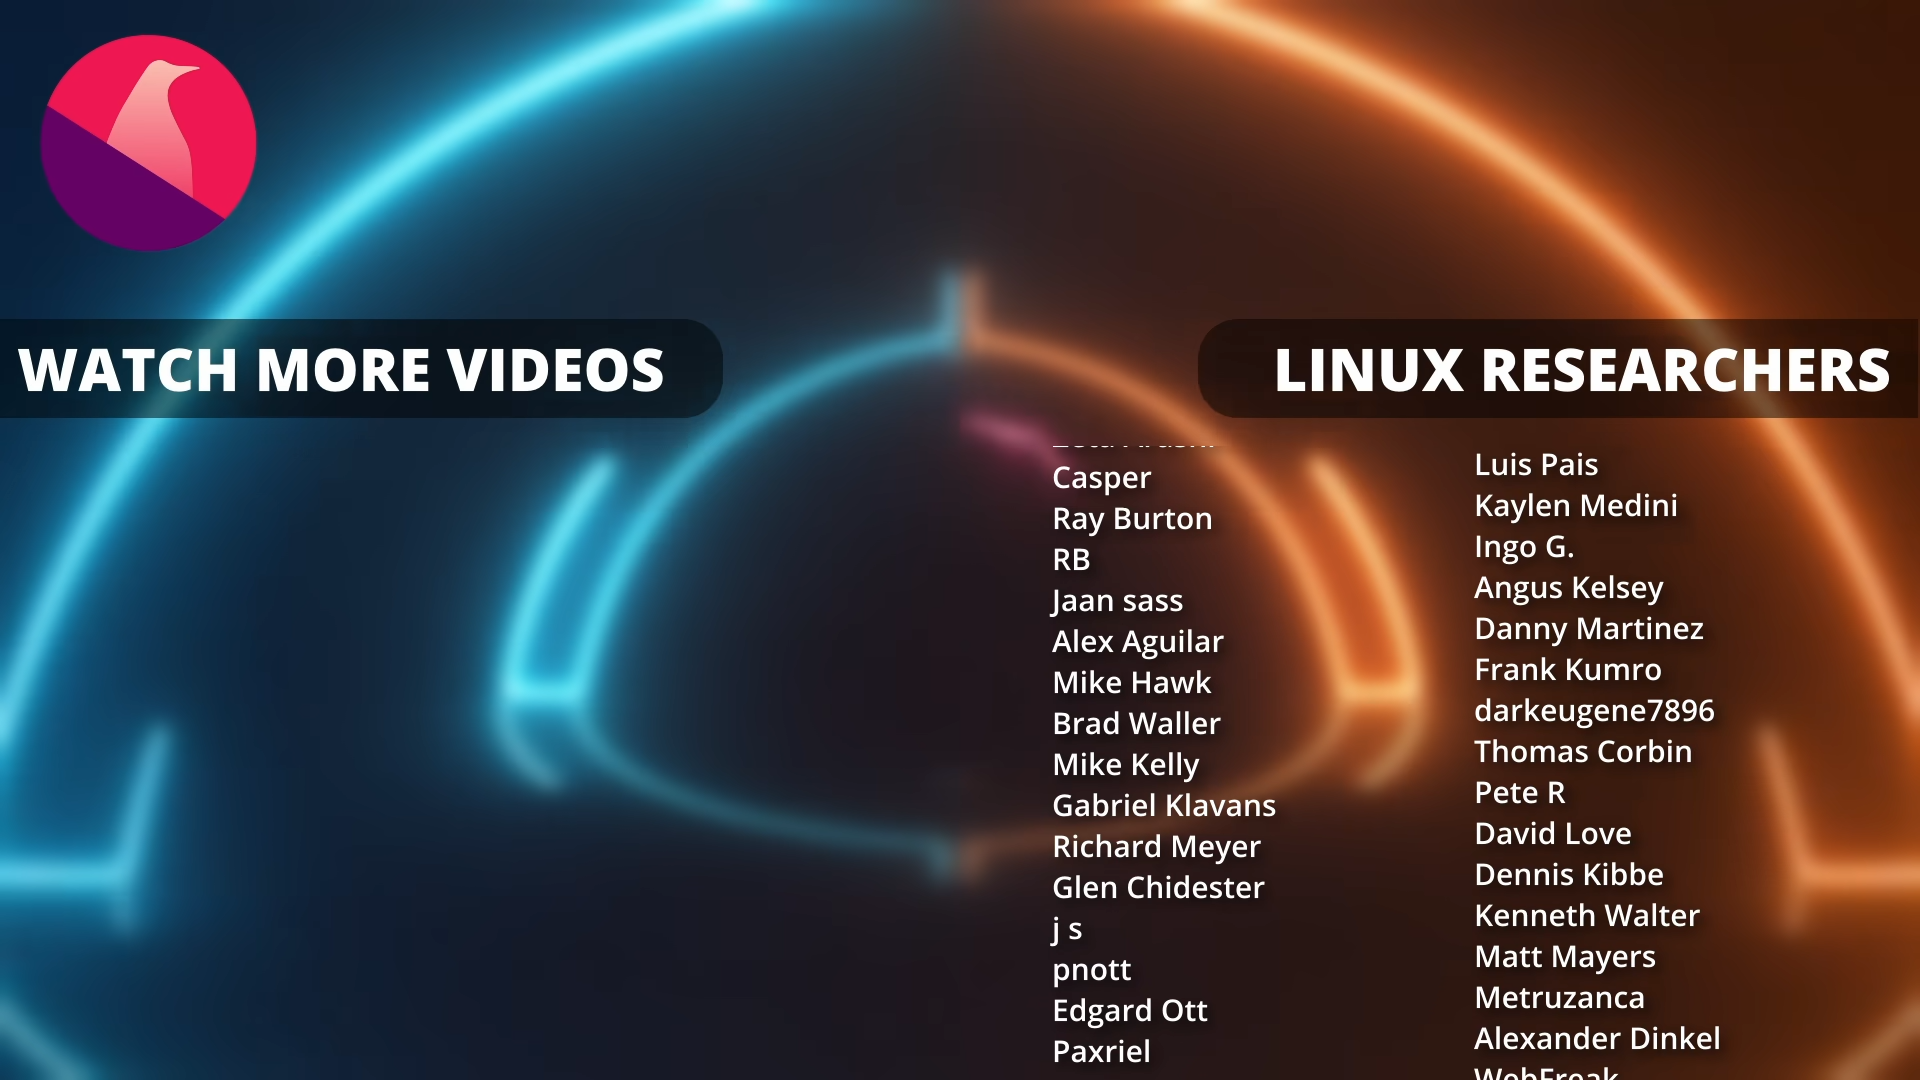 WATCH MORE VIDEOS
LINUX RESEARCHERS
Casper
Ray Burton
RB
Jaan sass
Alex Aguilar
Mike Hawk
Brad Waller
Mike Kelly
Gabriel Klavans
Richard Meyer
Glen Chidester
j s
pnott
Edgard Ott
Paxriel
Luis Pais
Kaylen Medini
Ingo G.
Angus Kelsey
Danny Martinez
Frank Kumro
darkeugene7896
Thomas Corbin
Pete R
David Love
Dennis Kibbe
Kenneth Walter
Matt Mayers
Metruzanca
Alexander Dinkel
WebFreak